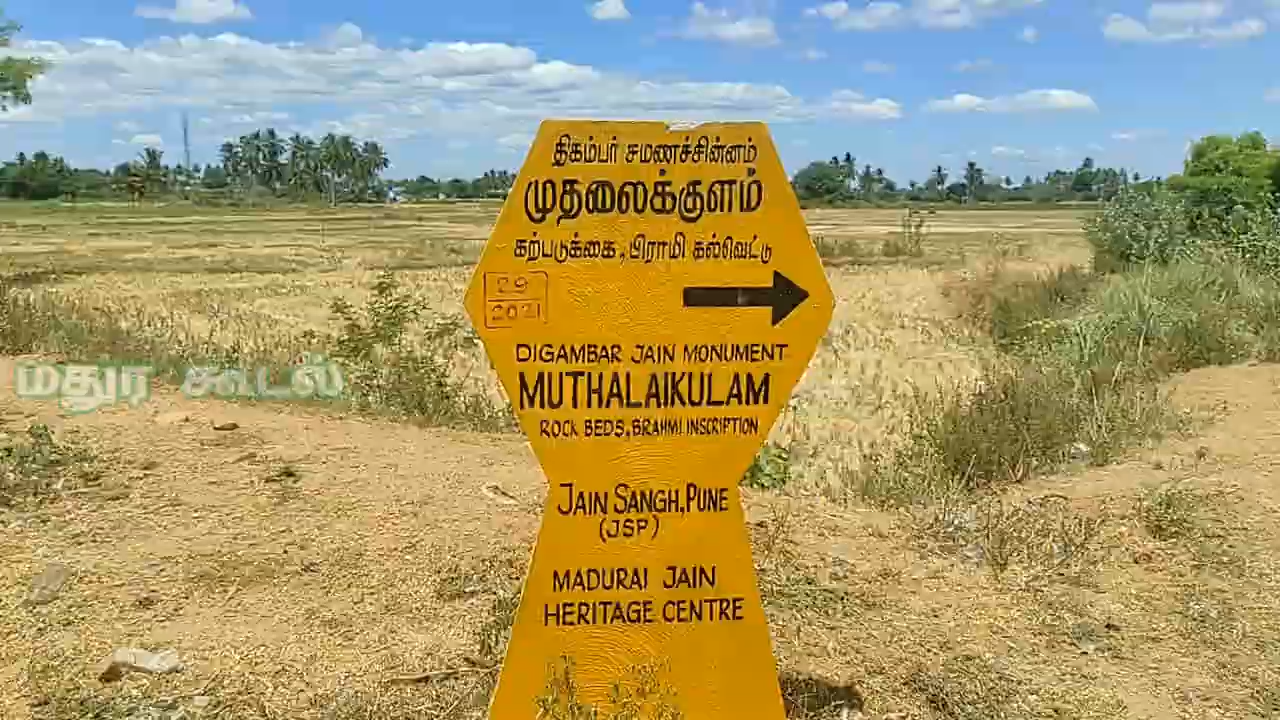 திகம்பர் சமணச்சின்னம்
முதலைக்குளம்
கற்படுக்கை, பிராமி கல்வெட்டு
29
2021
DIGAMBAR JAIN MONUMENT
MUTHALAIKULAM
ROCK BEDS, BRAHMI INSCRIPTION
மதுர கூடல்
JAIN SANGH, PUNE
(JSP)
MADURAI JAIN
HERITAGE CENTRE